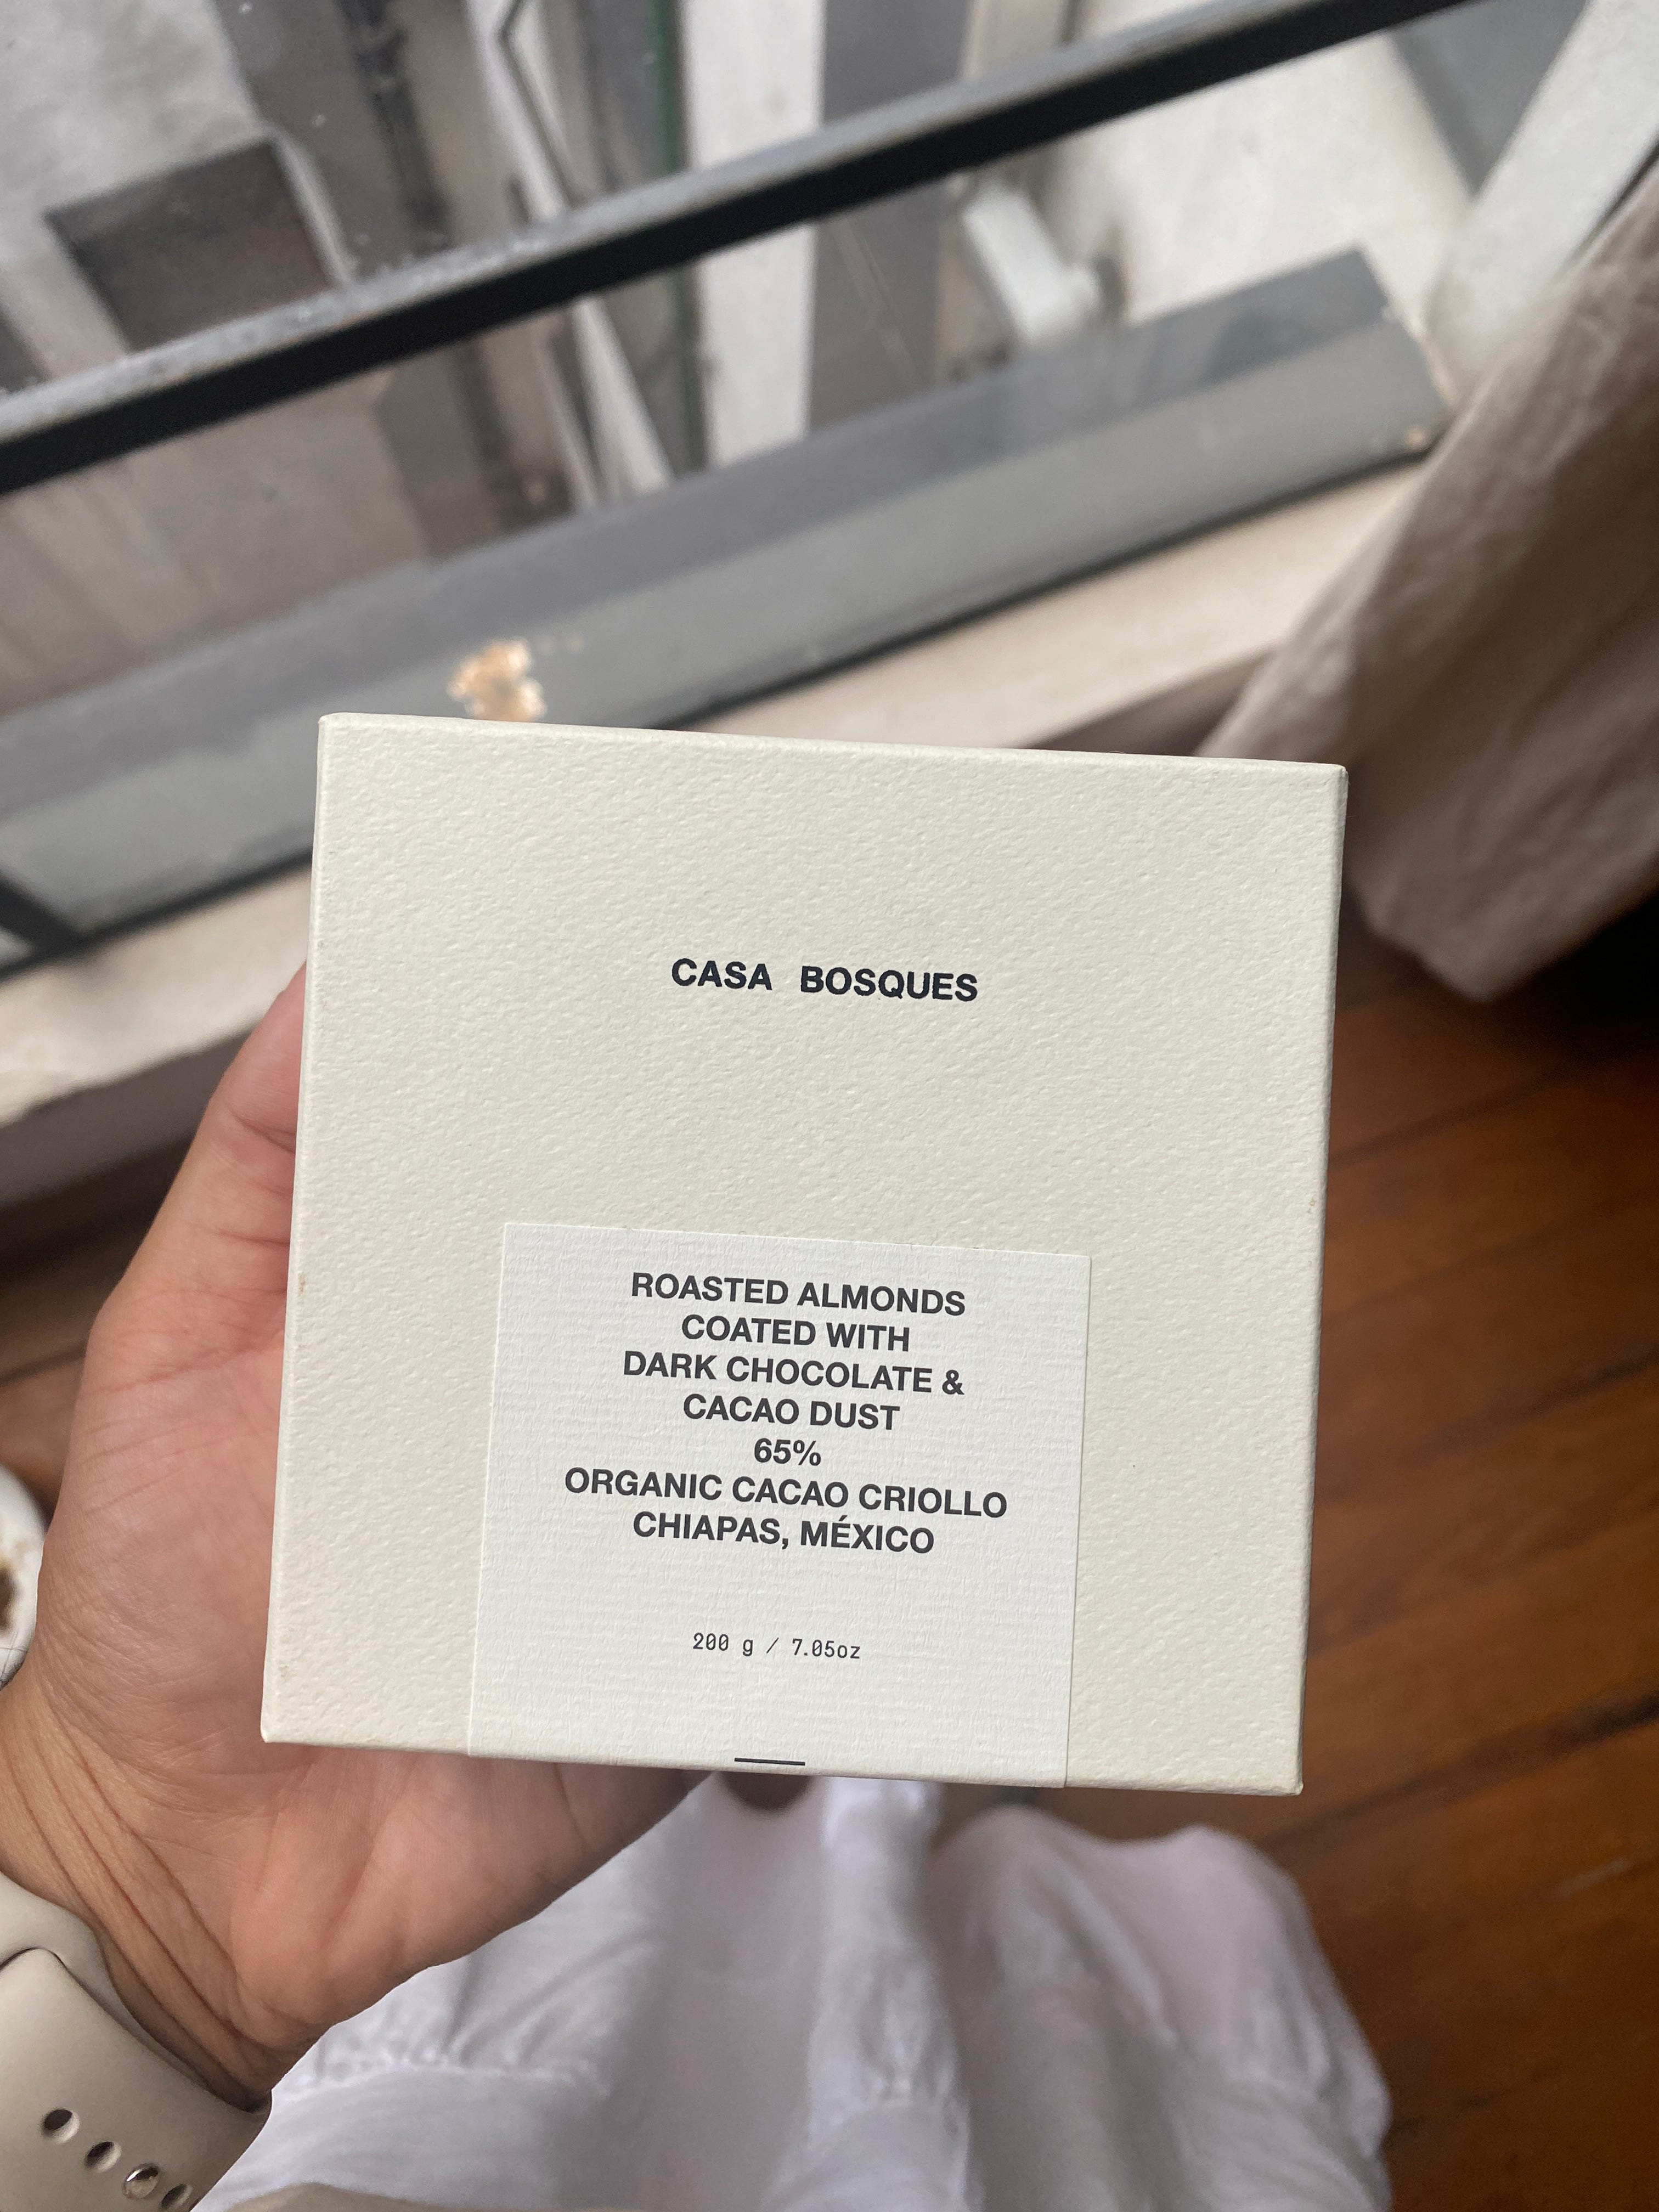 CASA BOSQUES
ROASTED ALMONDS
COATED WITH
DARK CHOCOLATE &
CACAO DUST
65%
ORGANIC CACAO CRIOLLO
CHIAPAS, MÉXICO
200 g / 7.05oz